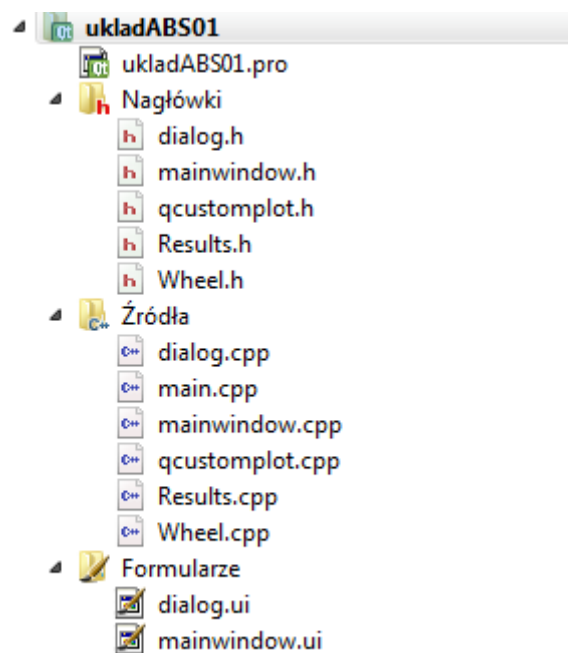 ukladABS01
ukladABS01.pro
Nagłówki
dialog.h
mainwindow.h
qcustomplot.h
Results.h
Wheel.h
Źródła
dialog.cpp
main.cpp
mainwindow.cpp
qcustomplot.cpp
Results.cpp
Wheel.cpp
Formularze
dialog.ui
mainwindow.ui